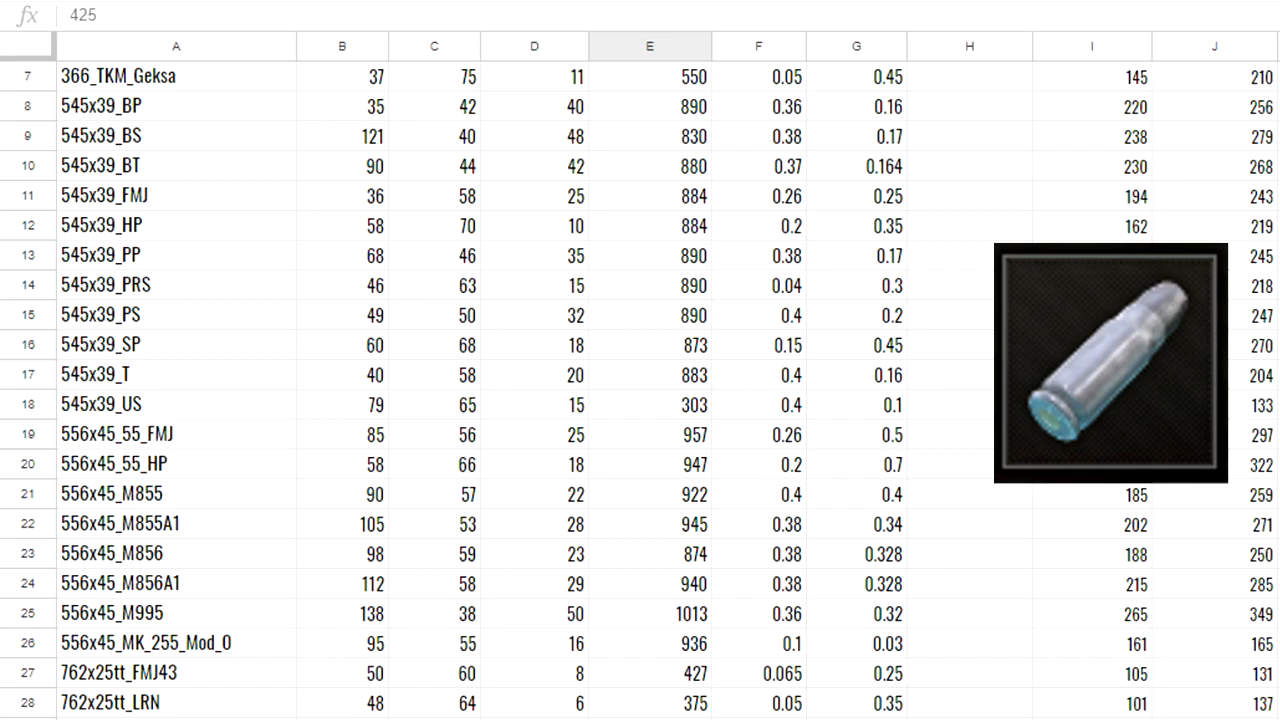 fx 425
A B C D E F G H I J
7 366_TKM_Geksa 37 75 11 550 0.05 0.45 145 210
8 545x39_BP 35 42 40 890 0.36 0.16 220 256
9 545x39_BS 121 40 48 830 0.38 0.17 238 279
10 545x39_BT 90 44 42 880 0.37 0.164 230 268
11 545x39_FMJ 36 58 25 884 0.26 0.25 194 243
12 545x39_HP 58 70 10 884 0.2 0.35 162 219
13 545x39_PP 68 46 35 890 0.38 0.17 245
14 545x39_PRS 46 63 15 890 0.04 0.3 218
15 545x39_PS 49 50 32 890 0.4 0.2 247
16 545x39_SP 60 68 18 873 0.15 0.45 270
17 545x39_T 40 58 20 883 0.4 0.16 204
18 545x39_US 79 65 15 303 0.4 0.1 133
19 556x45_55_FMJ 85 56 25 957 0.26 0.5 297
20 556x45_55_HP 58 66 18 947 0.2 0.7 322
21 556x45_M855 90 57 22 922 0.4 0.4 185 259
22 556x45_M855A1 105 53 28 945 0.38 0.34 202 271
23 556x45_M856 98 59 23 874 0.38 0.328 188 250
24 556x45_M856A1 112 58 29 940 0.38 0.328 215 285
25 556x45_M995 138 38 50 1013 0.36 0.32 265 349
26 556x45_MK_255_Mod_0 95 55 16 936 0.1 0.03 161 165
27 762x25tt_FMJ43 50 60 8 427 0.065 0.25 105 131
28 762x25tt_LRN 48 64 6 375 0.05 0.35 101 137